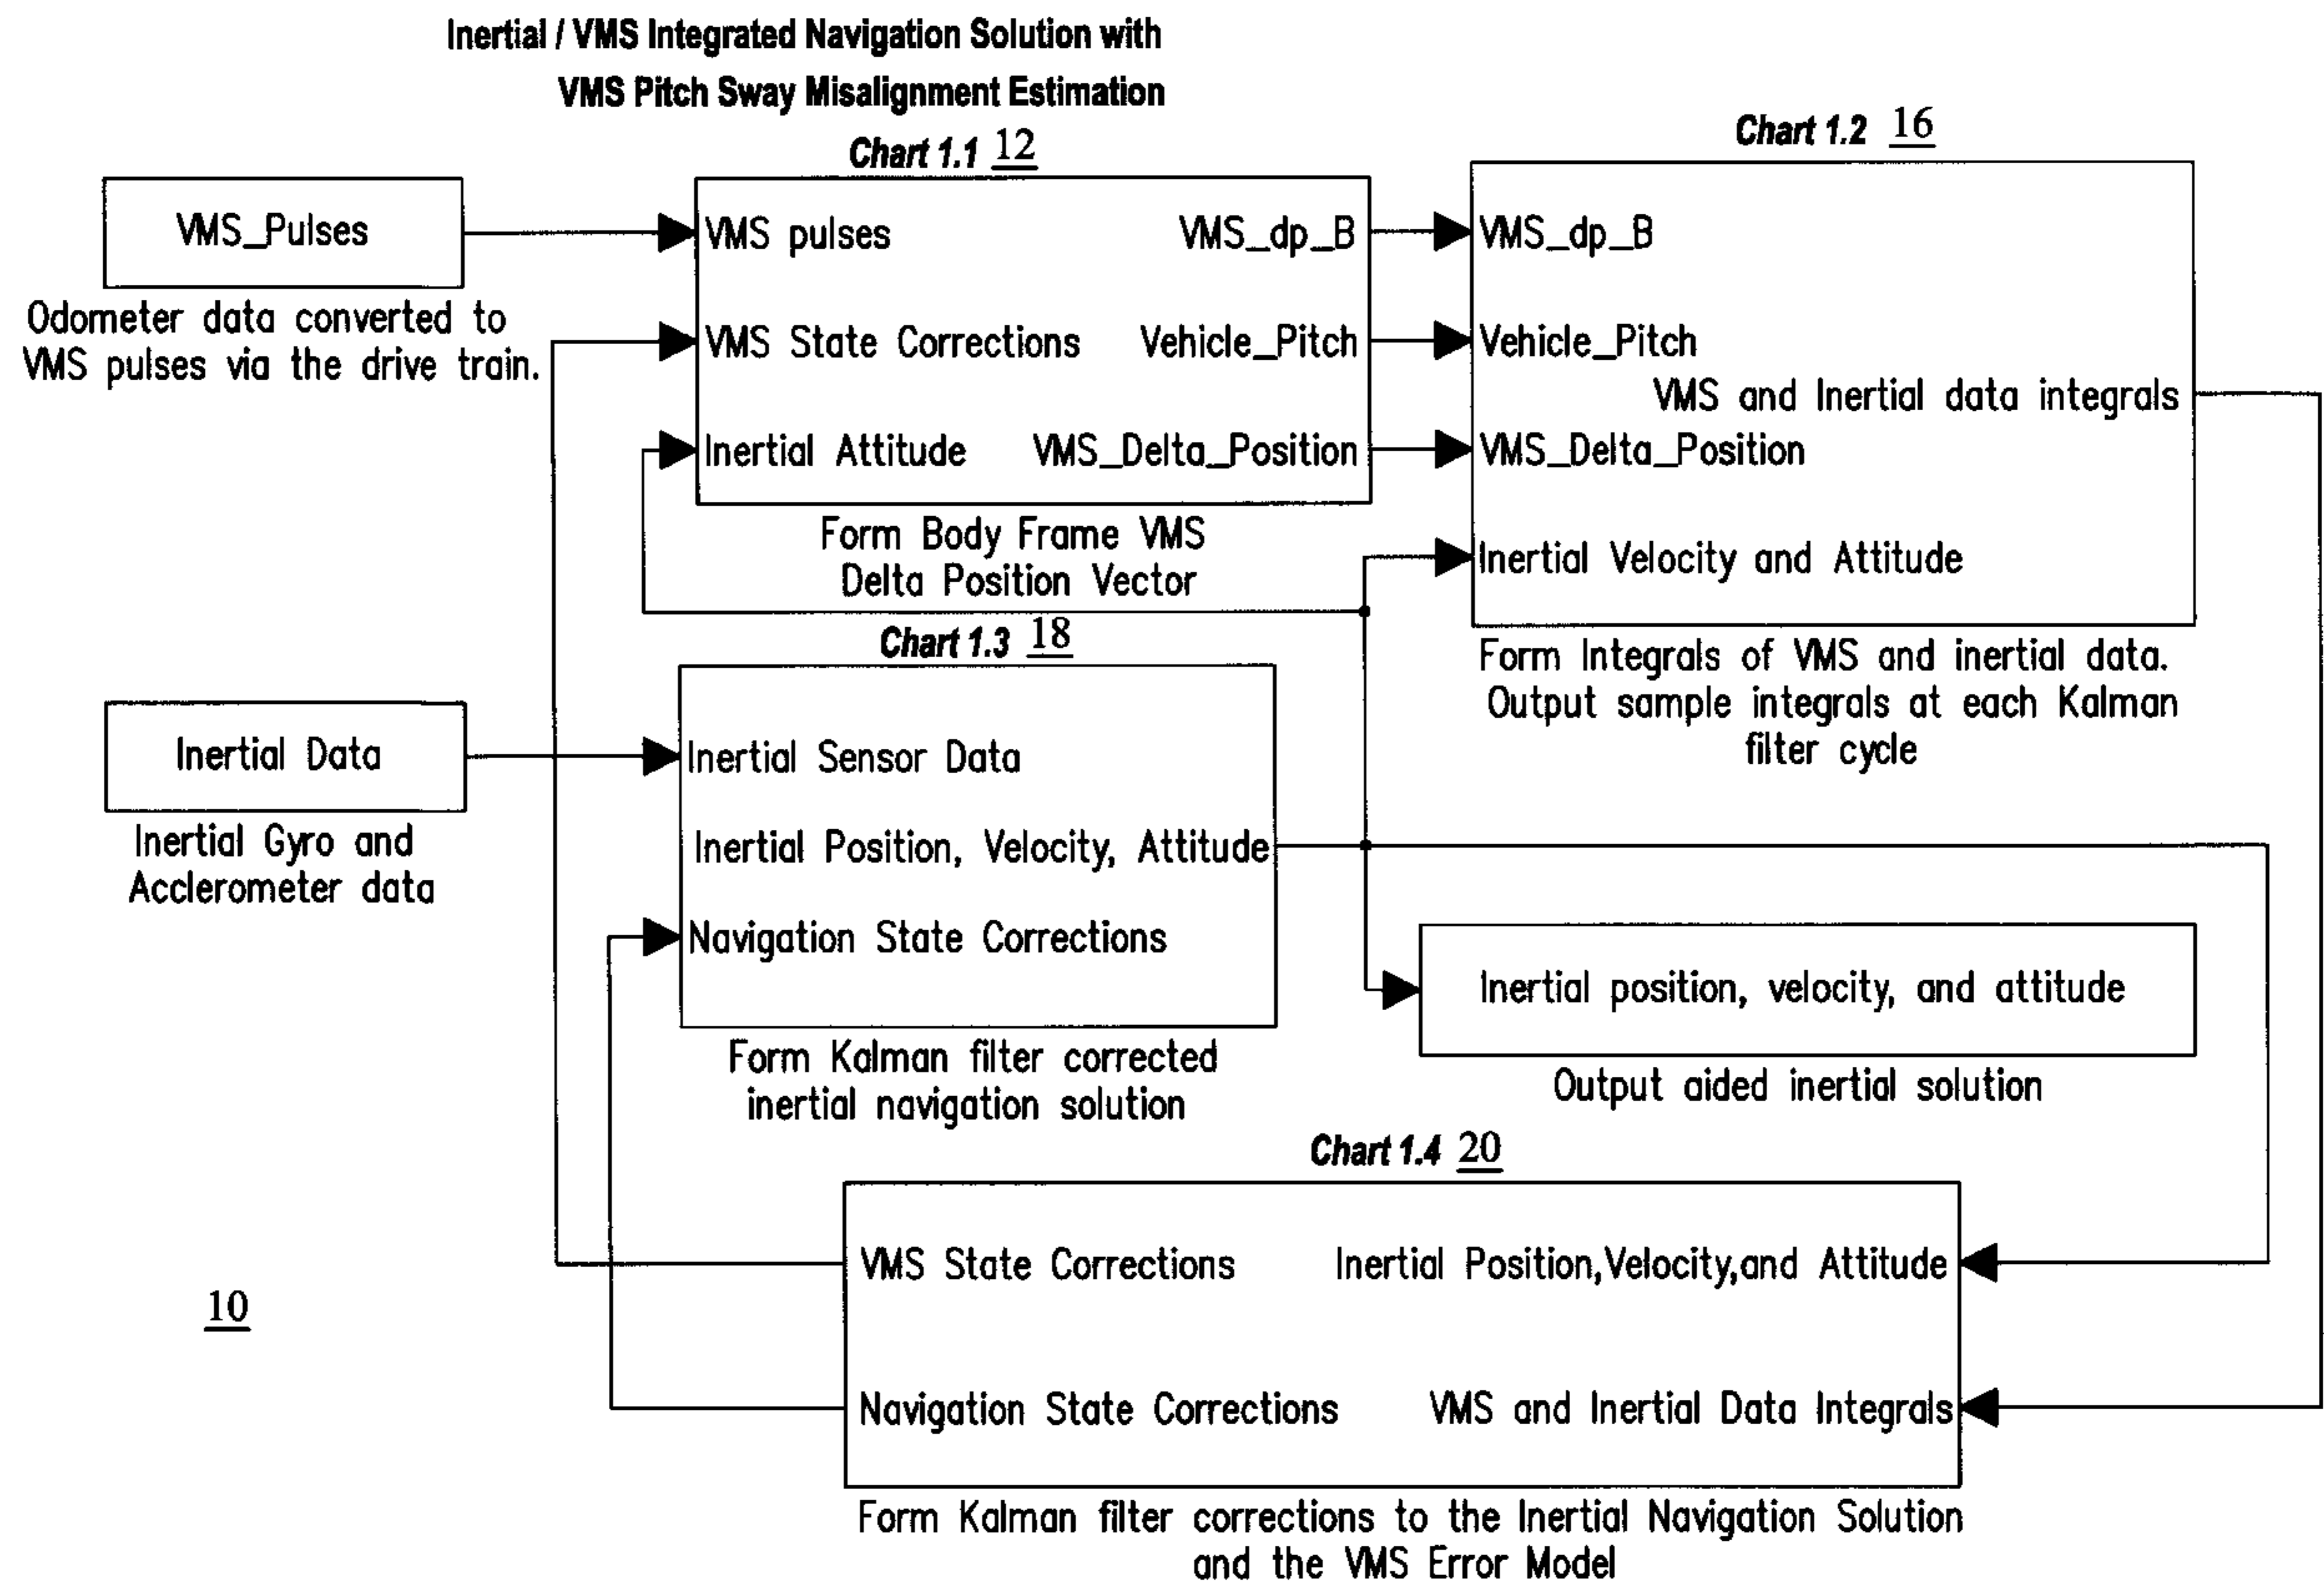 Inertial / VMS Integrated Navigation Solution with
VMS Pitch Sway Misalignment Estimation
Chart 1.1 12
Chart 1.2 16
VMS_Pulses
Odometer data converted to
VMS pulses via the drive train.
VMS pulses
VMS_dp_B
VMS State Corrections
Vehicle_Pitch
Inertial Attitude
VMS_Delta_Position
Form Body Frame VMS
Delta Position Vector
VMS_dp_B
Vehicle_Pitch
VMS and Inertial data integrals
VMS_Delta_Position
Inertial Velocity and Attitude
Form Integrals of VMS and inertial data.
Output sample integrals at each Kalman
filter cycle
Chart 1.3 18
Inertial Data
Inertial Gyro and
Acclerometer data
Inertial Sensor Data
Inertial Position, Velocity, Attitude
Navigation State Corrections
Form Kalman filter corrected
inertial navigation solution
Inertial position, velocity, and attitude
Output aided inertial solution
Chart 1.4 20
VMS State Corrections
Inertial Position,Velocity,and Attitude
Navigation State Corrections
VMS and Inertial Data Integrals
Form Kalman filter corrections to the Inertial Navigation Solution
and the VMS Error Model
10